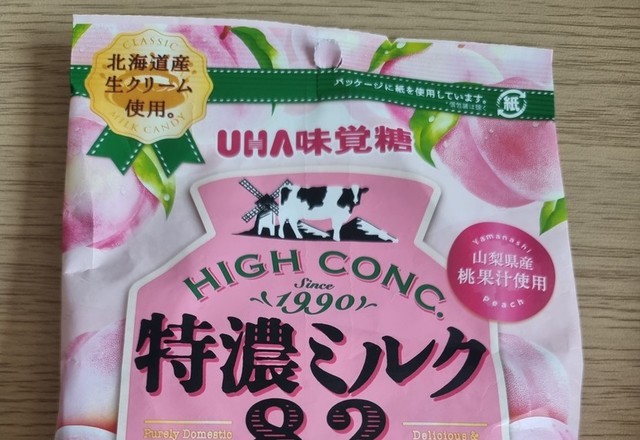 CLASSIC
北海道産
生クリーム
使用。
MILK CANDY
パッケージに紙を使用しています。
紙
UHA味覚糖
HIGH CONC.
Since
1990
Yamanashi
山梨県産
桃果汁使用
Peach
特濃ミルク
8.2
Purely Domestic
Delicious &